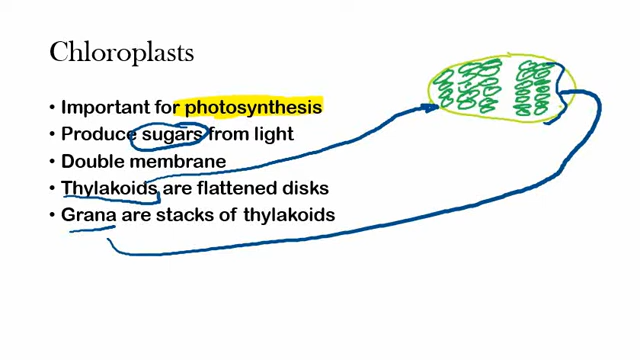 Chloroplasts
• Important for photosynthesis
• Produce sugars from light
• Double membrane
• Thylakoids are flattened disks
• Grana are stacks of thylakoids